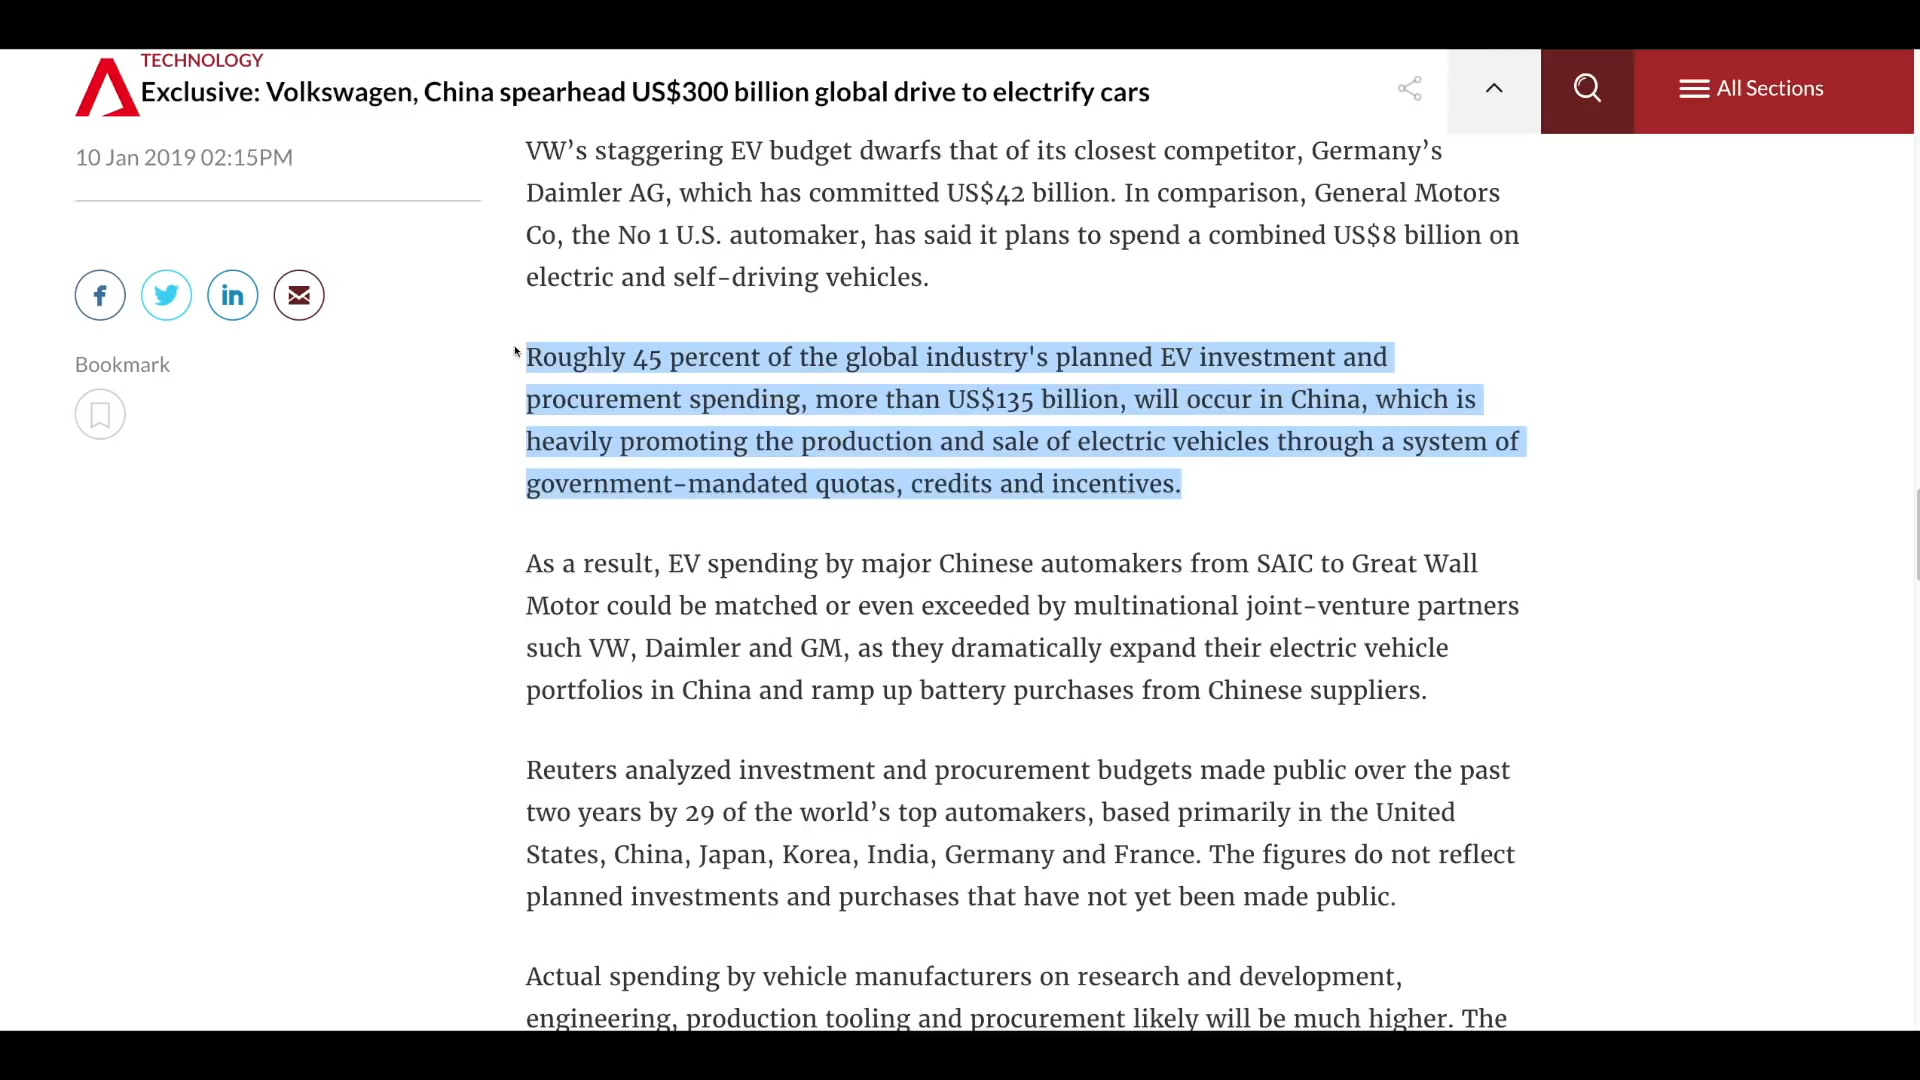 TECHNOLOGY
Exclusive: Volkswagen, China spearhead US$300 billion global drive to electrify cars
All Sections
10 Jan 2019 02:15PM
Bookmark
VW’s staggering EV budget dwarfs that of its closest competitor, Germany’s
Daimler AG, which has committed US$42 billion. In comparison, General Motors
Co, the No 1 U.S. automaker, has said it plans to spend a combined US$8 billion on
electric and self-driving vehicles.
Roughly 45 percent of the global industry's planned EV investment and
procurement spending, more than US$135 billion, will occur in China, which is
heavily promoting the production and sale of electric vehicles through a system of
government-mandated quotas, credits and incentives.
As a result, EV spending by major Chinese automakers from SAIC to Great Wall
Motor could be matched or even exceeded by multinational joint-venture partners
such VW, Daimler and GM, as they dramatically expand their electric vehicle
portfolios in China and ramp up battery purchases from Chinese suppliers.
Reuters analyzed investment and procurement budgets made public over the past
two years by 29 of the world’s top automakers, based primarily in the United
States, China, Japan, Korea, India, Germany and France. The figures do not reflect
planned investments and purchases that have not yet been made public.
Actual spending by vehicle manufacturers on research and development,
engineering, production tooling and procurement likely will be much higher. The